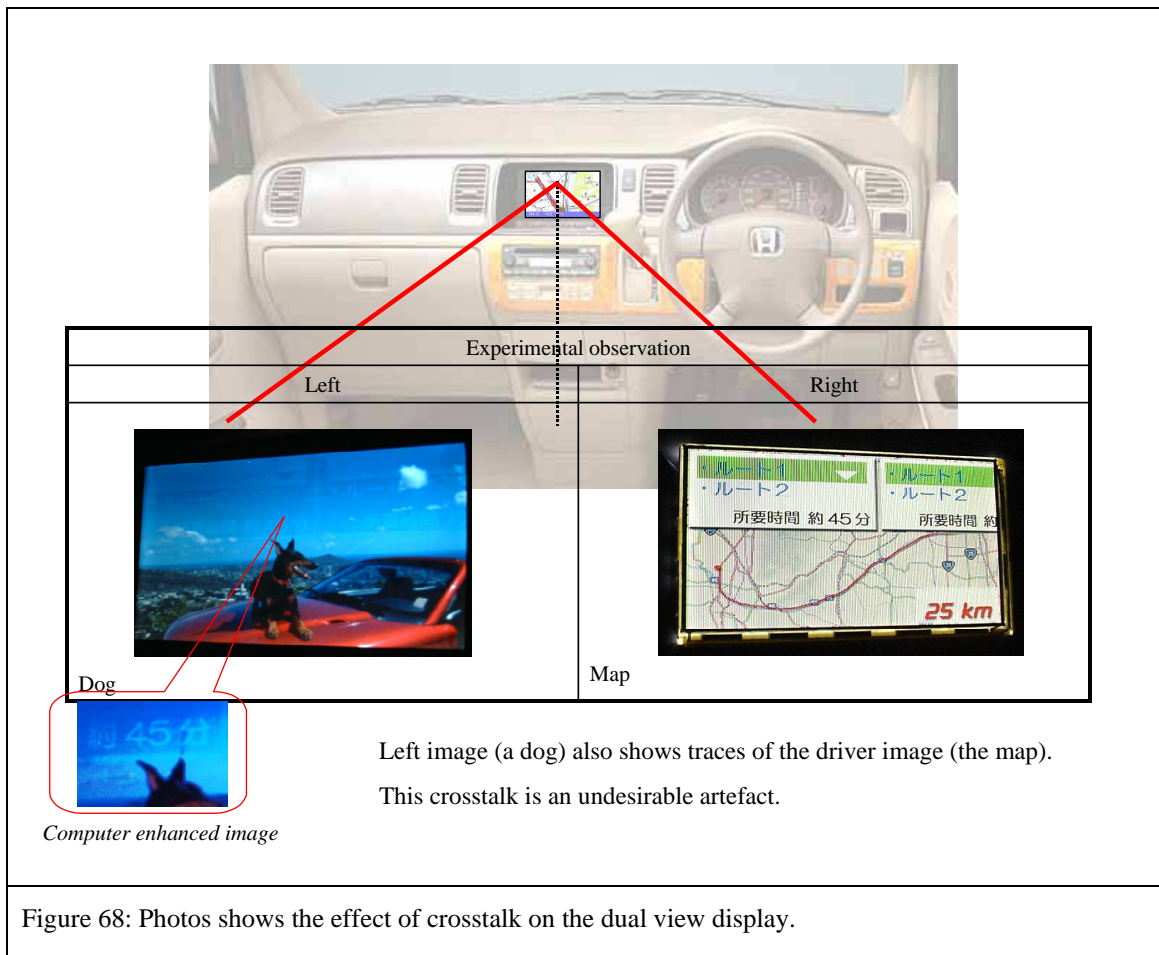 Experimental observation
Left
Right
・ルート1
・ルート2
所要時間 約45分
・ルート1
・ルート2
所要時間 約
25 km
Dog
Map
約45分
Left image (a dog) also shows traces of the driver image (the map).
This crosstalk is an undesirable artefact.
Computer enhanced image
Figure 68: Photos shows the effect of crosstalk on the dual view display.